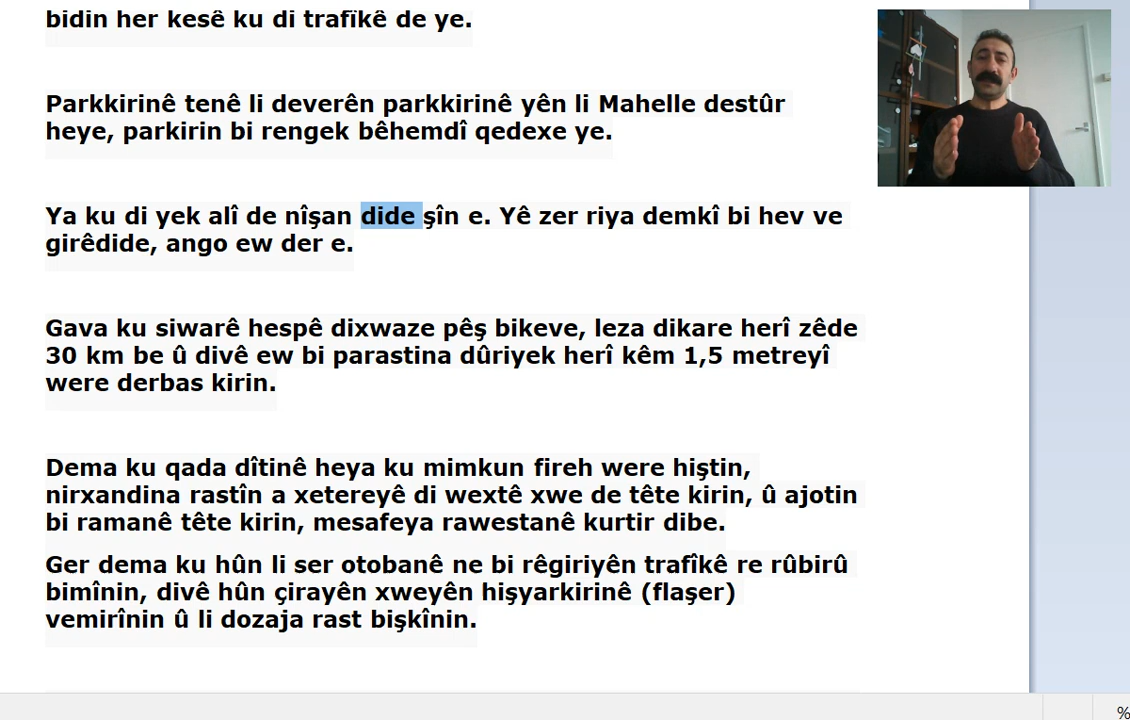 bidin her kesê ku di trafîkê de ye.
Parkkirinê tenê li deverên parkkirinê yên li Mahelle destûr
heye, parkirin bi rengek bêhemdî qedexe ye.
Ya ku di yek alî de nîşan dide şîn e. Yê zer riya demkî bi hev ve
girêdide, ango ew der e.
Gava ku siwarê hespê dixwaze pêş bikeve, leza dikare herî zêde
30 km be û divê ew bi parastina dûriyek herî kêm 1,5 metreyî
were derbas kirin.
Dema ku qada dîtinê heya ku mimkun fireh were hiştin,
nirxandina rastîn a xetereyê di wextê xwe de tête kirin, û ajotin
bi ramanê tête kirin, mesafeya rawestanê kurtir dibe.
Ger dema ku hûn li ser otobanê ne bi rêgiriyên trafîkê re rûbirû
bimînin, divê hûn çirayên xweyên hişyarkirinê (flaşer)
vemirînin û li dozaja rast bişkînin.
%